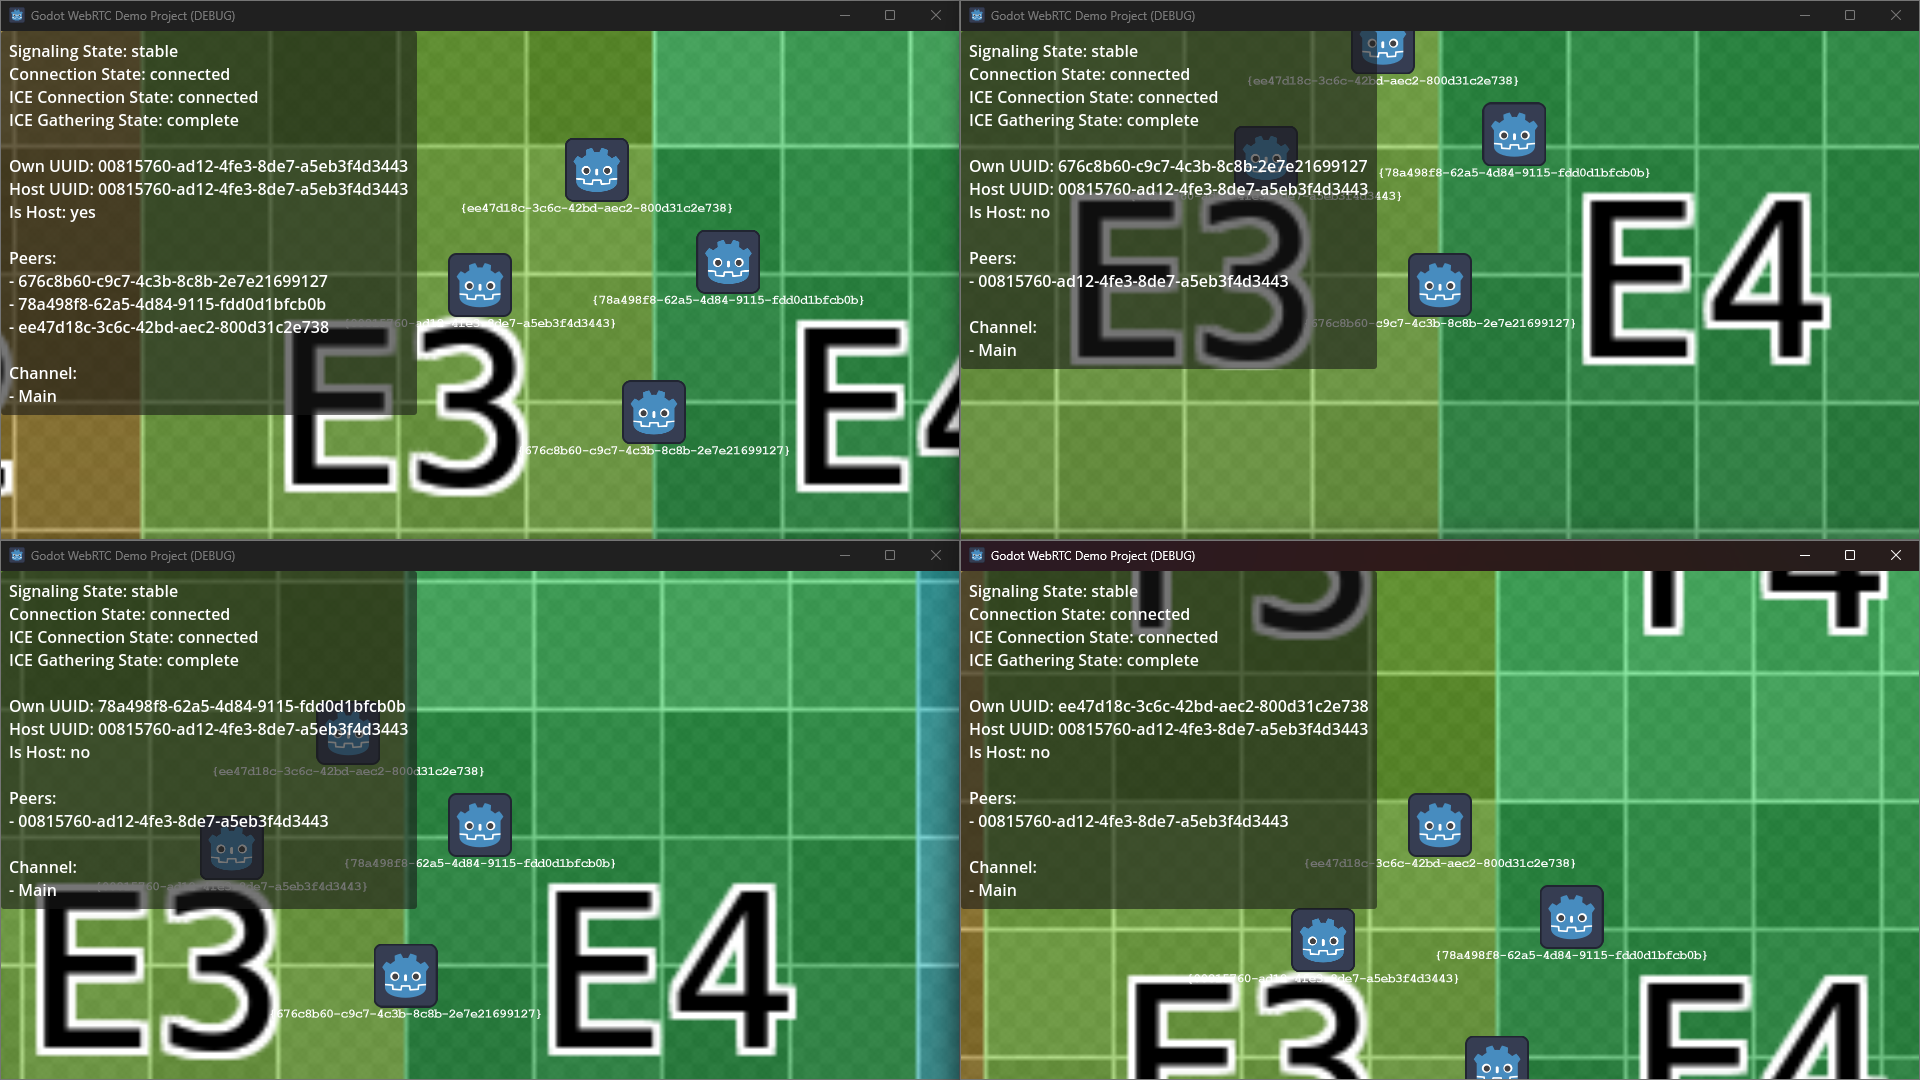 Godot WebRTC Demo Project (DEBUG)
Signaling State: stable
Connection State: connected
ICE Connection State: connected
ICE Gathering State: complete
Own UUID: 00815760-ad12-4fe3-8de7-a5eb3f4d3443
Host UUID: 00815760-ad12-4fe3-8de7-a5eb3f4d3443
Is Host: yes
Peers:
- 676c8b60-c9c7-4c3b-8c8b-2e7e21699127
- 78a498f8-62a5-4d84-9115-fdd0d1bfcb0b
- ee47d18c-3c6c-42bd-aec2-800d31c2e738
Channel:
- Main
{ee47d18c-3c6c-42bd-aec2-800d31c2e738}
{78a498f8-62a5-4d84-9115-fdd0d1bfcb0b}
{00815760-ad12-4fe3-8de7-a5eb3f4d3443}
{676c8b60-c9c7-4c3b-8c8b-2e7e21699127}
E3
E4
Godot WebRTC Demo Project (DEBUG)
Signaling State: stable
Connection State: connected
ICE Connection State: connected
ICE Gathering State: complete
Own UUID: 676c8b60-c9c7-4c3b-8c8b-2e7e21699127
Host UUID: 00815760-ad12-4fe3-8de7-a5eb3f4d3443
Is Host: no
Peers:
- 00815760-ad12-4fe3-8de7-a5eb3f4d3443
Channel:
- Main
{ee47d18c-3c6c-42bd-aec2-800d31c2e738}
{78a498f8-62a5-4d84-9115-fdd0d1bfcb0b}
{676c8b60-c9c7-4c3b-8c8b-2e7e21699127}
E3
E4
Godot WebRTC Demo Project (DEBUG)
Signaling State: stable
Connection State: connected
ICE Connection State: connected
ICE Gathering State: complete
Own UUID: 78a498f8-62a5-4d84-9115-fdd0d1bfcb0b
Host UUID: 00815760-ad12-4fe3-8de7-a5eb3f4d3443
Is Host: no
Peers:
- 00815760-ad12-4fe3-8de7-a5eb3f4d3443
Channel:
- Main
{ee47d18c-3c6c-42bd-aec2-800d31c2e738}
{78a498f8-62a5-4d84-9115-fdd0d1bfcb0b}
{00815760-ad12-4fe3-8de7-a5eb3f4d3443}
{676c8b60-c9c7-4c3b-8c8b-2e7e21699127}
E3
E4
Godot WebRTC Demo Project (DEBUG)
Signaling State: stable
Connection State: connected
ICE Connection State: connected
ICE Gathering State: complete
Own UUID: ee47d18c-3c6c-42bd-aec2-800d31c2e738
Host UUID: 00815760-ad12-4fe3-8de7-a5eb3f4d3443
Is Host: no
Peers:
- 00815760-ad12-4fe3-8de7-a5eb3f4d3443
Channel:
- Main
{ee47d18c-3c6c-42bd-aec2-800d31c2e738}
{78a498f8-62a5-4d84-9115-fdd0d1bfcb0b}
{00815760-ad12-4fe3-8de7-a5eb3f4d3443}
E3
E4